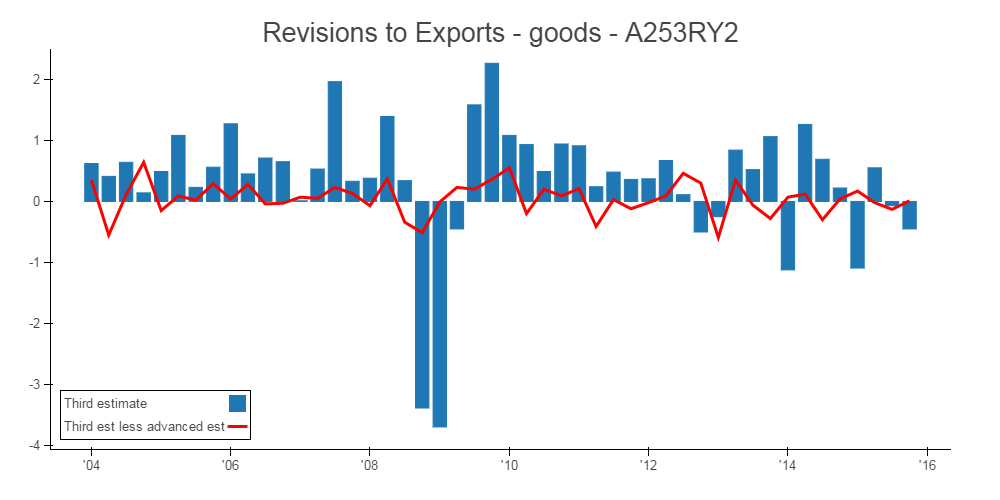 Revisions to Exports - goods - A253RY2
2
1
0
-1
-2
-3
-4
Third estimate
Third est less advanced est
'04 '06 '08 '10 '12 '14 '16